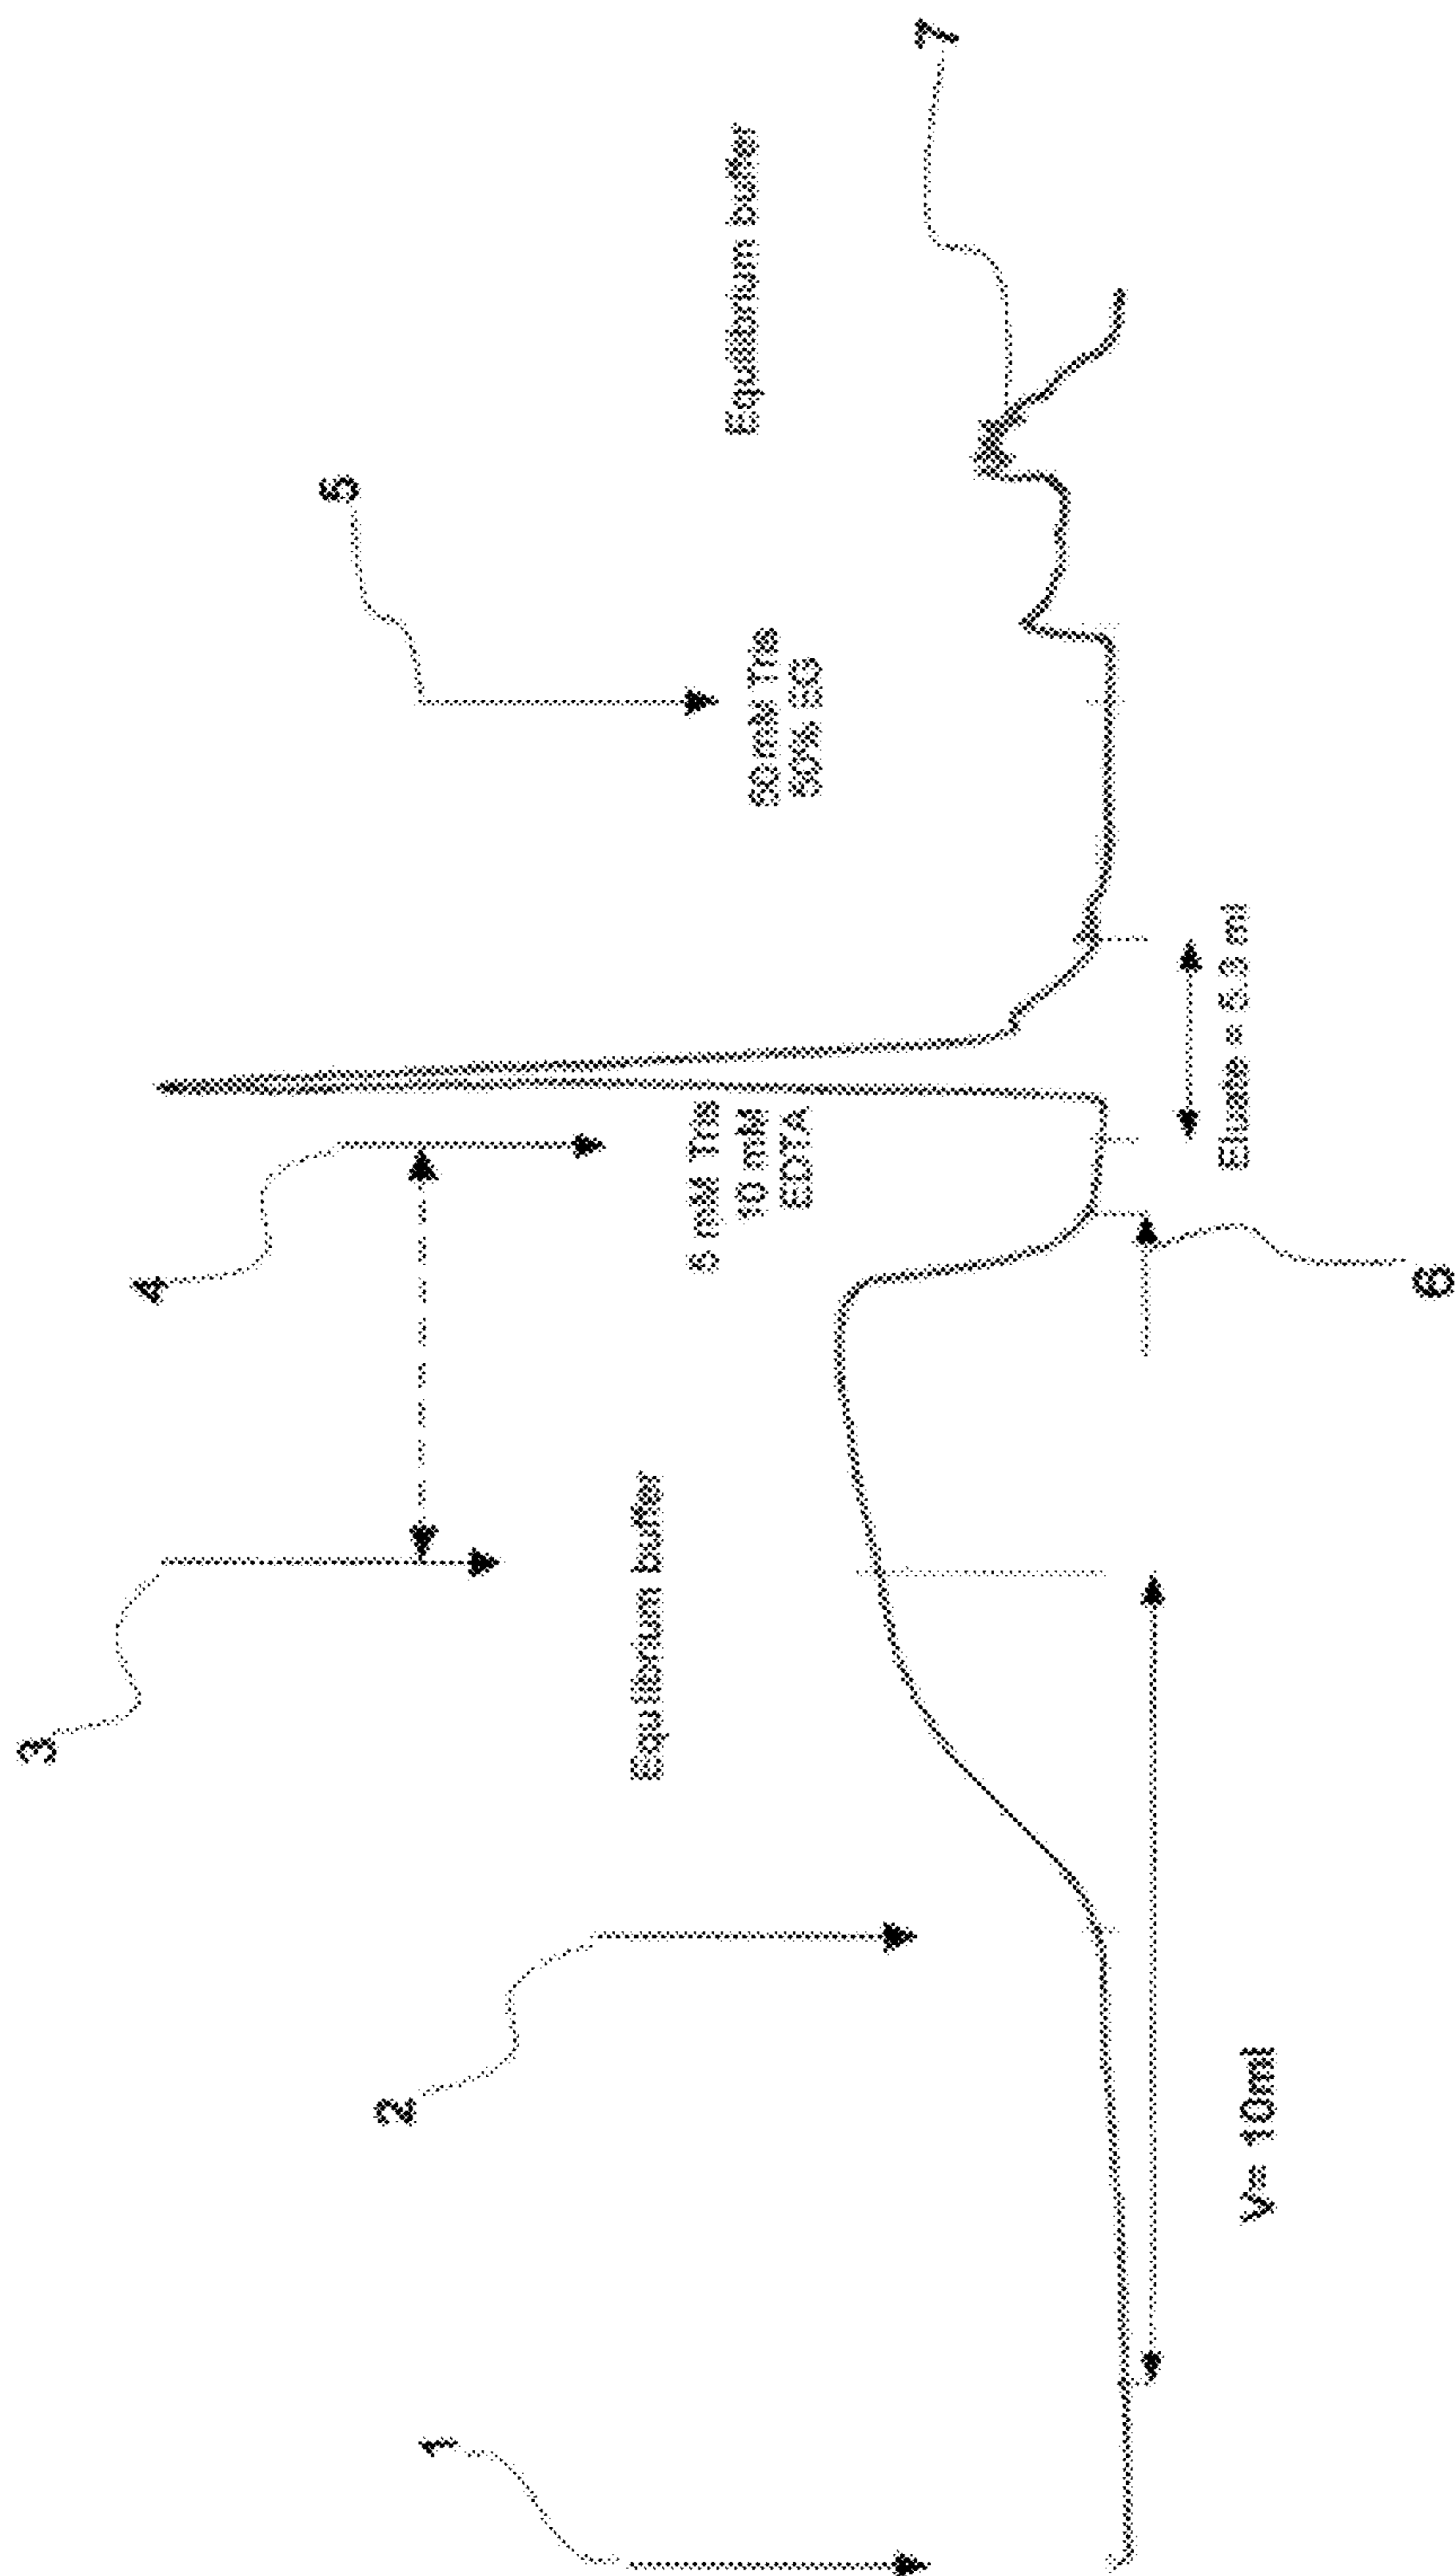 1
2
3
4
5
6
7
Equilibrium buffer
5 mM Tris
10 mM
EDTA
50 mM Tris
50% EG
Equilibrium buffer
V= 10ml
Eluate = 5.3 ml